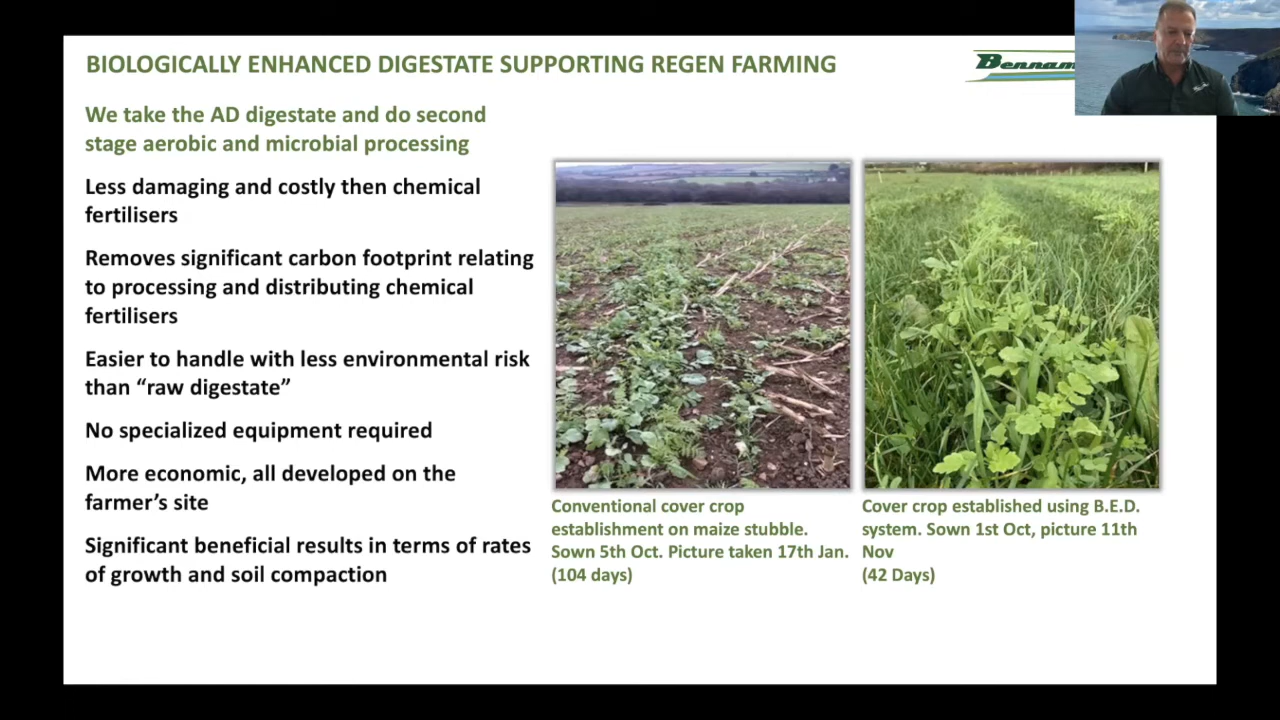 BIOLOGICALLY ENHANCED DIGESTATE SUPPORTING REGEN FARMING
Bennam
We take the AD digestate and do second
stage aerobic and microbial processing
Less damaging and costly then chemical
fertilisers
Removes significant carbon footprint relating
to processing and distributing chemical
fertilisers
Easier to handle with less environmental risk
than “raw digestate”
No specialized equipment required
More economic, all developed on the
farmer’s site
Significant beneficial results in terms of rates
of growth and soil compaction
Conventional cover crop
establishment on maize stubble.
Sown 5th Oct. Picture taken 17th Jan.
(104 days)
Cover crop established using B.E.D.
system. Sown 1st Oct, picture 11th
Nov
(42 Days)